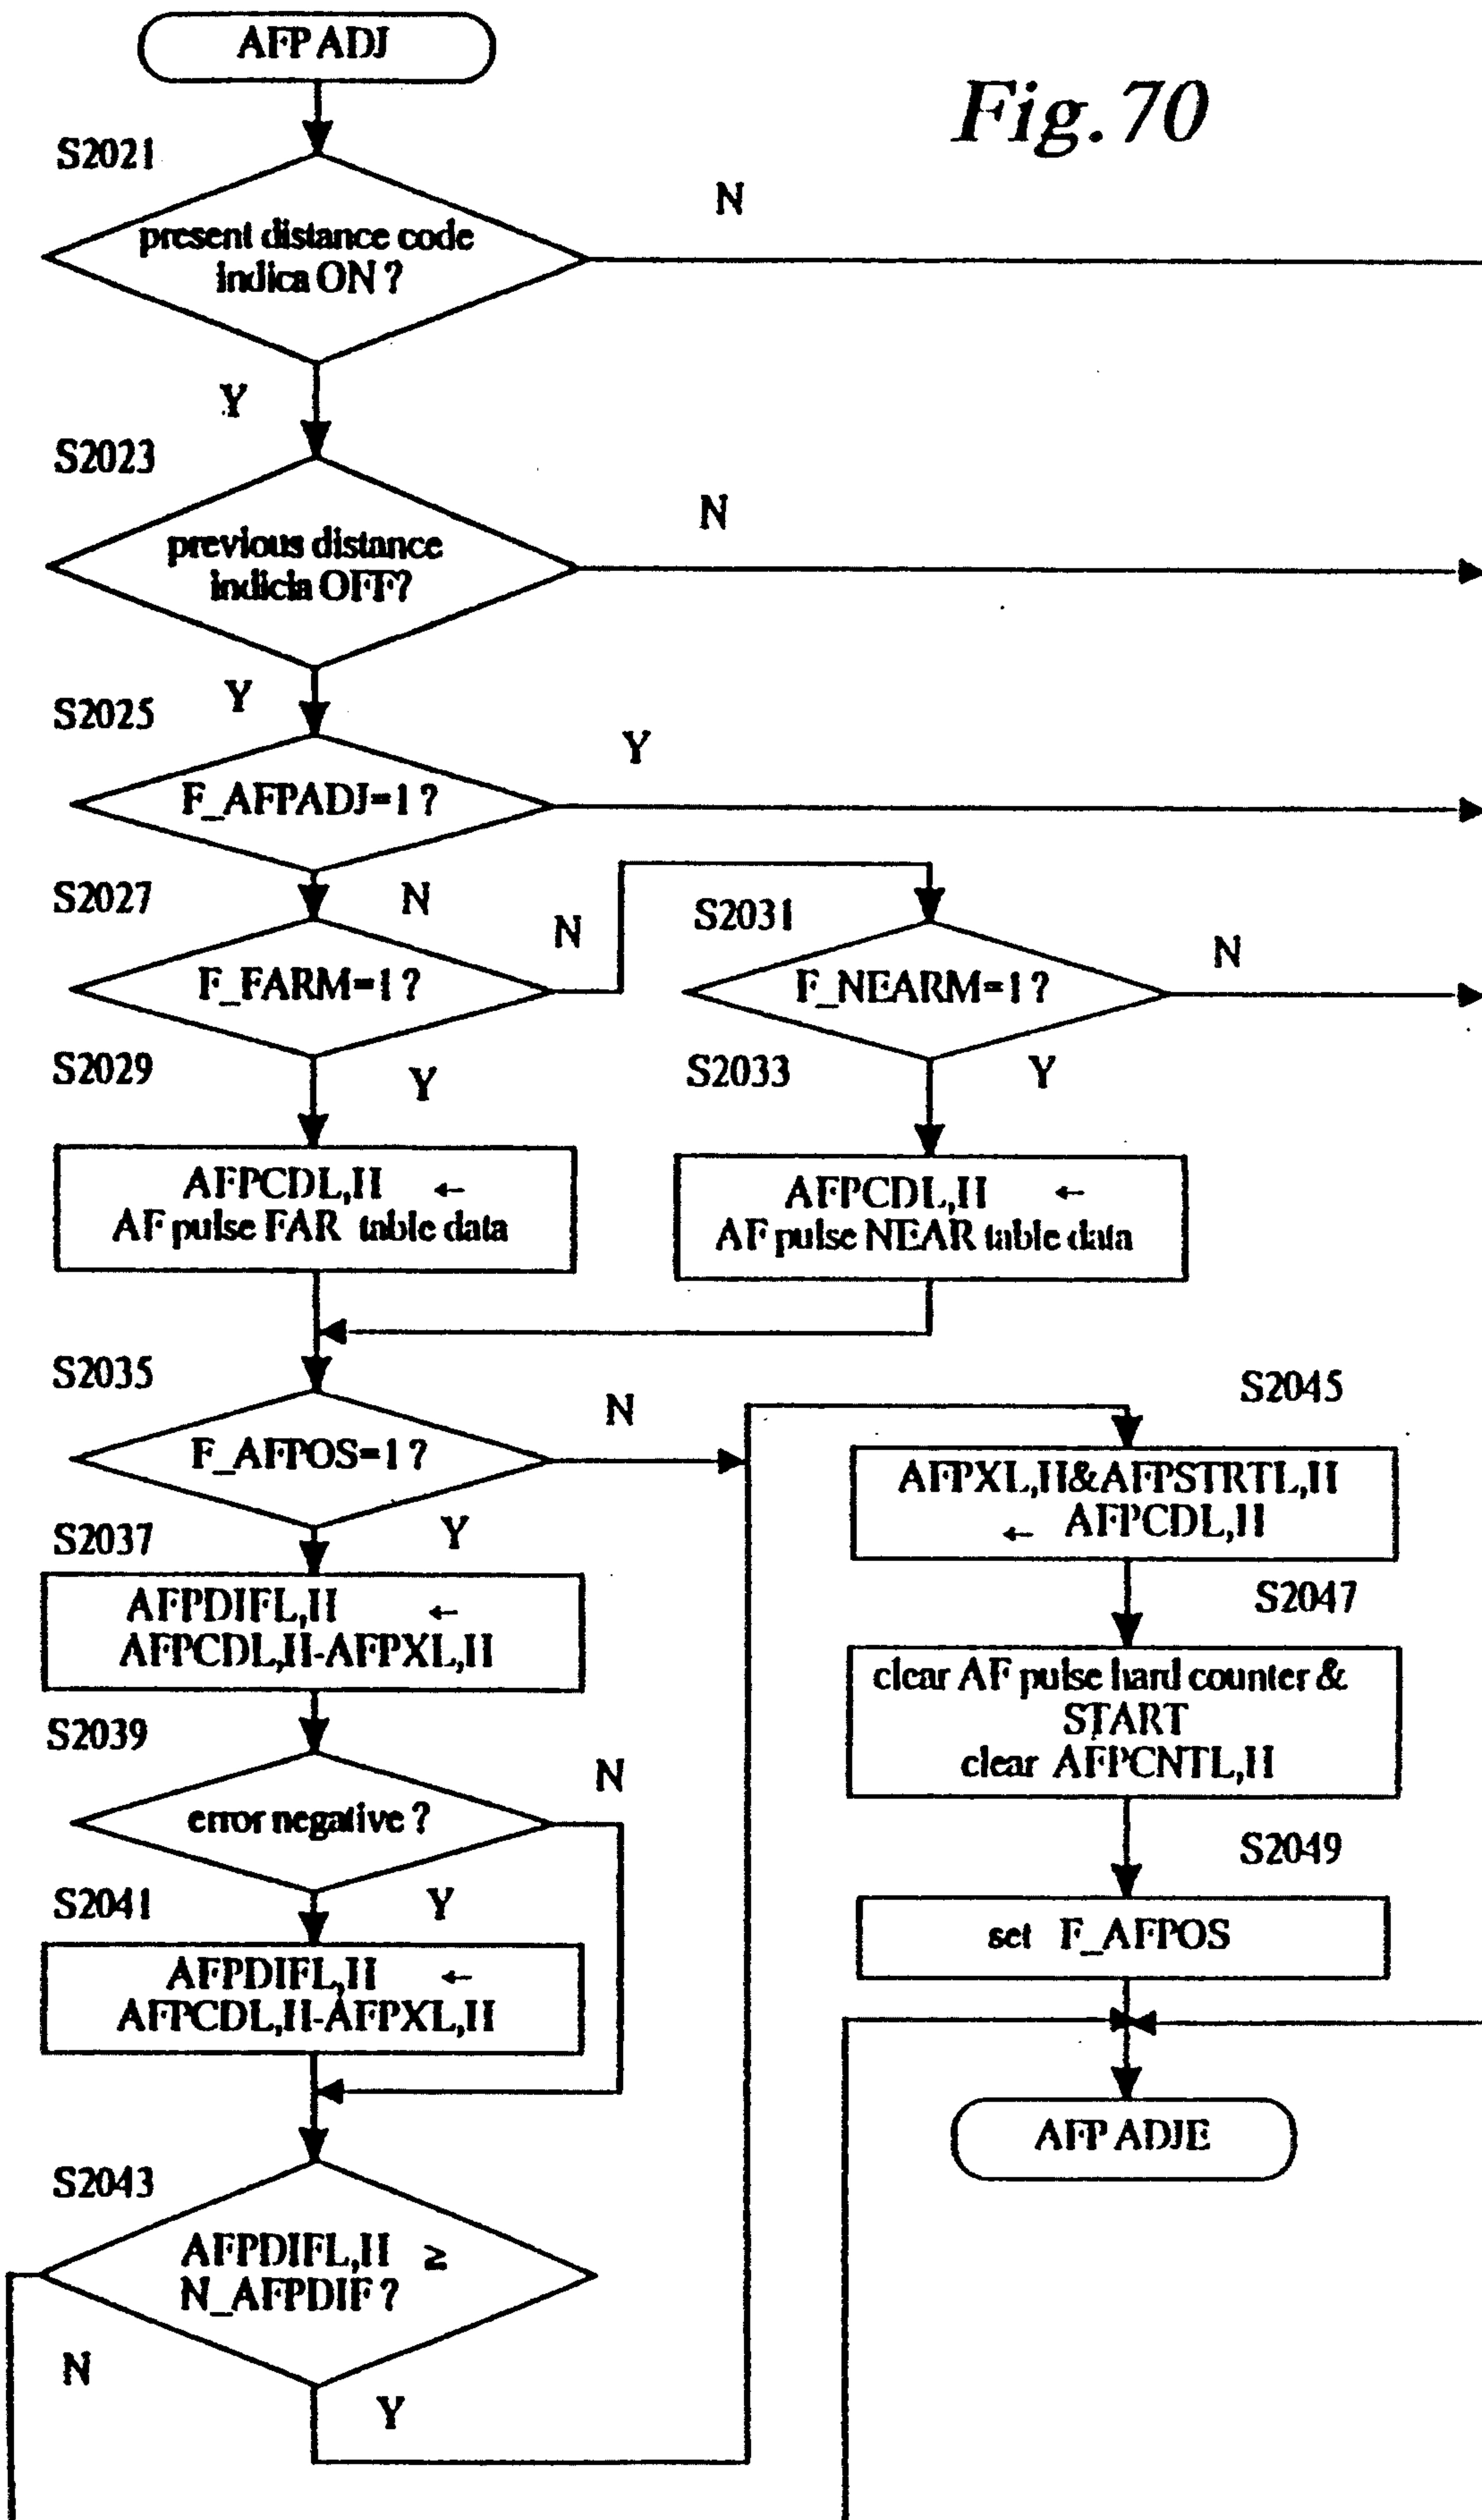 AFP ADJ
Fig. 70
S2021
present distance code
indica ON ?
N
Y
S2023
previous distance
indicia OFF?
N
Y
S2025
F_AFPADJ=1 ?
Y
N
S2027
F_FARM=1 ?
N
Y
S2031
F_NEARM=1 ?
N
Y
S2029
AFPCDL,H ←
AF pulse FAR table data
S2033
AFPCDL,H ←
AF pulse NEAR table data
S2035
F_AFPOS=1 ?
N
Y
S2037
AFPDIFL,H ←
AFPCDL,H-AFPXL,H
S2039
error negative ?
N
Y
S2041
AFPDIFL,H ←
AFPCDL,H-AFPXL,H
S2043
AFPDIFL,H ≥
N_AFPDIF ?
N
Y
S2045
AFPXL,H&AFPSTRTL,H
← AFPCDL,H
S2047
clear AF pulse hard counter &
START
clear AFPCNTL,H
S2049
set F_AFPOS
AFP ADJE